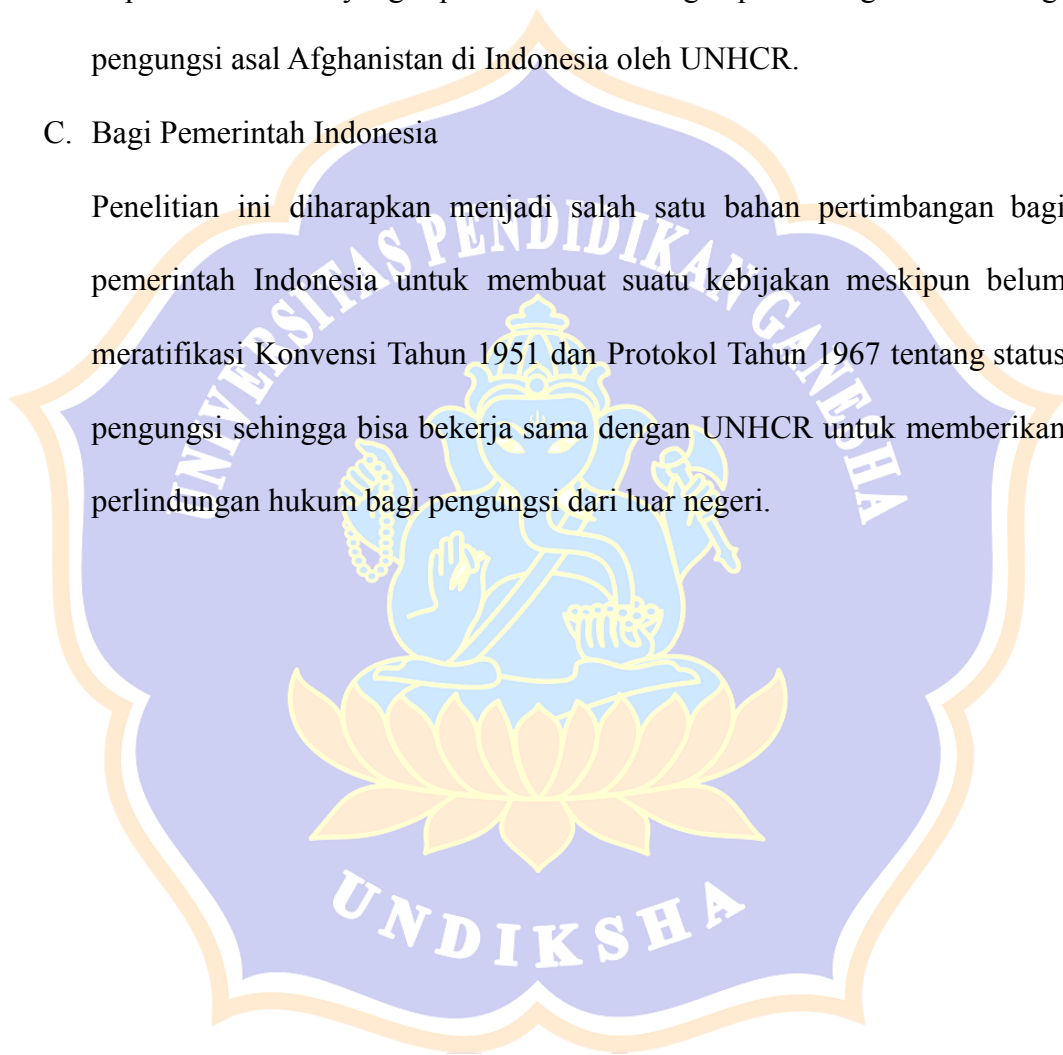 pengungsi asal Afghanistan di Indonesia oleh UNHCR.
C. Bagi Pemerintah Indonesia
Penelitian ini diharapkan menjadi salah satu bahan pertimbangan bagi
pemerintah Indonesia untuk membuat suatu kebijakan meskipun belum
meratifikasi Konvensi Tahun 1951 dan Protokol Tahun 1967 tentang status
pengungsi sehingga bisa bekerja sama dengan UNHCR untuk memberikan
perlindungan hukum bagi pengungsi dari luar negeri.
UNIVERSITAS PENDIDIKAN GANESHA
UNDIKSHA